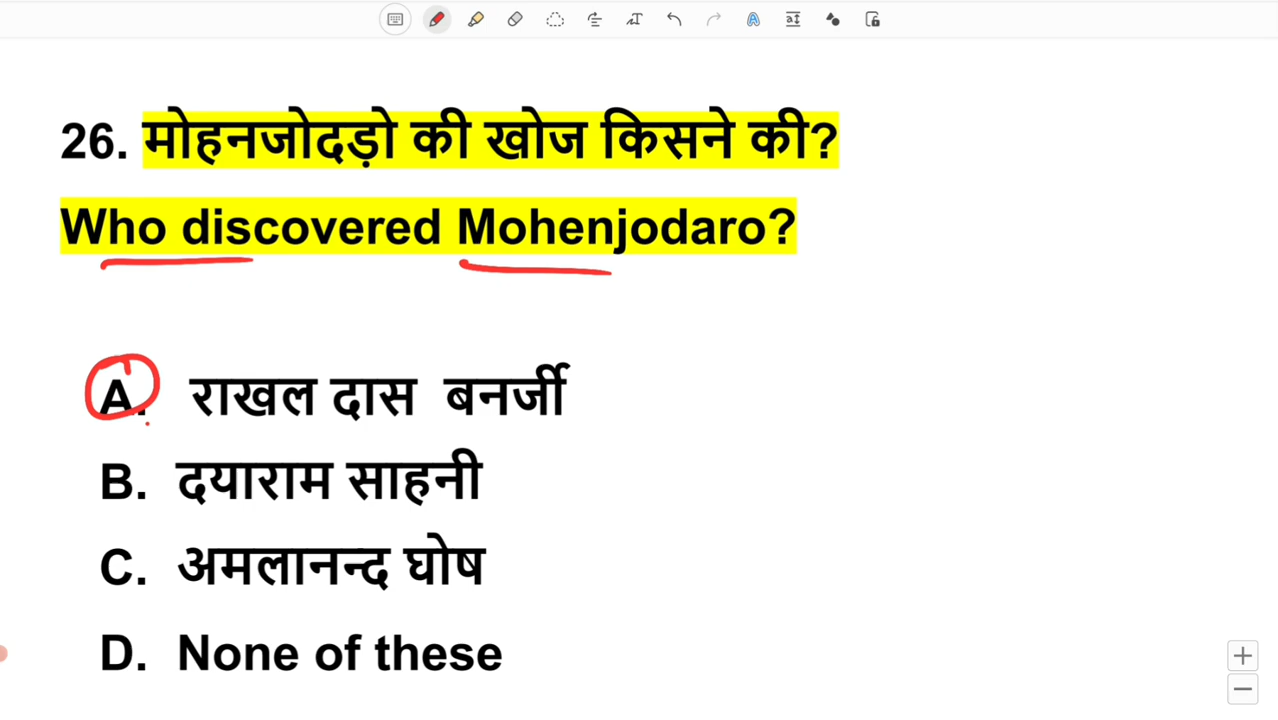 26. मोहनजोदड़ो की खोज किसने की?
Who discovered Mohenjodaro?
A. राखल दास बनर्जी
B. दयाराम साहनी
C. अमलानन्द घोष
D. None of these